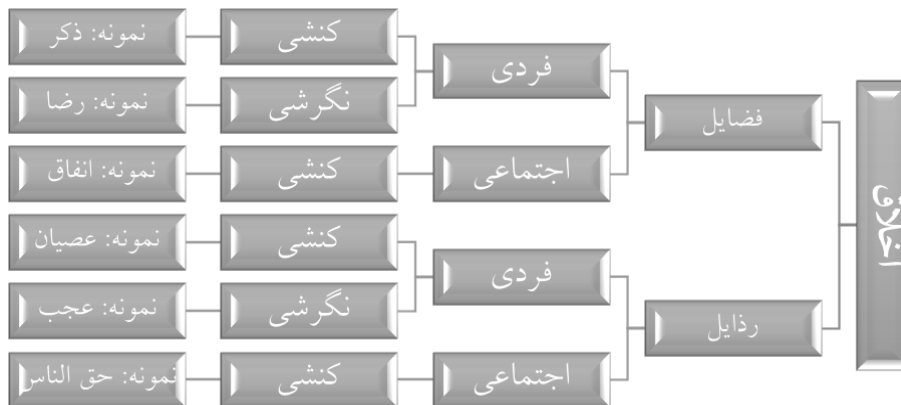 اخلاق
فضایل
فردی
کنشی
نمونه: ذکر
نگرشی
نمونه: رضا
اجتماعی
کنشی
نمونه: انفاق
رذایل
فردی
کنشی
نمونه: عصیان
نگرشی
نمونه: عجب
اجتماعی
کنشی
نمونه: حق الناس